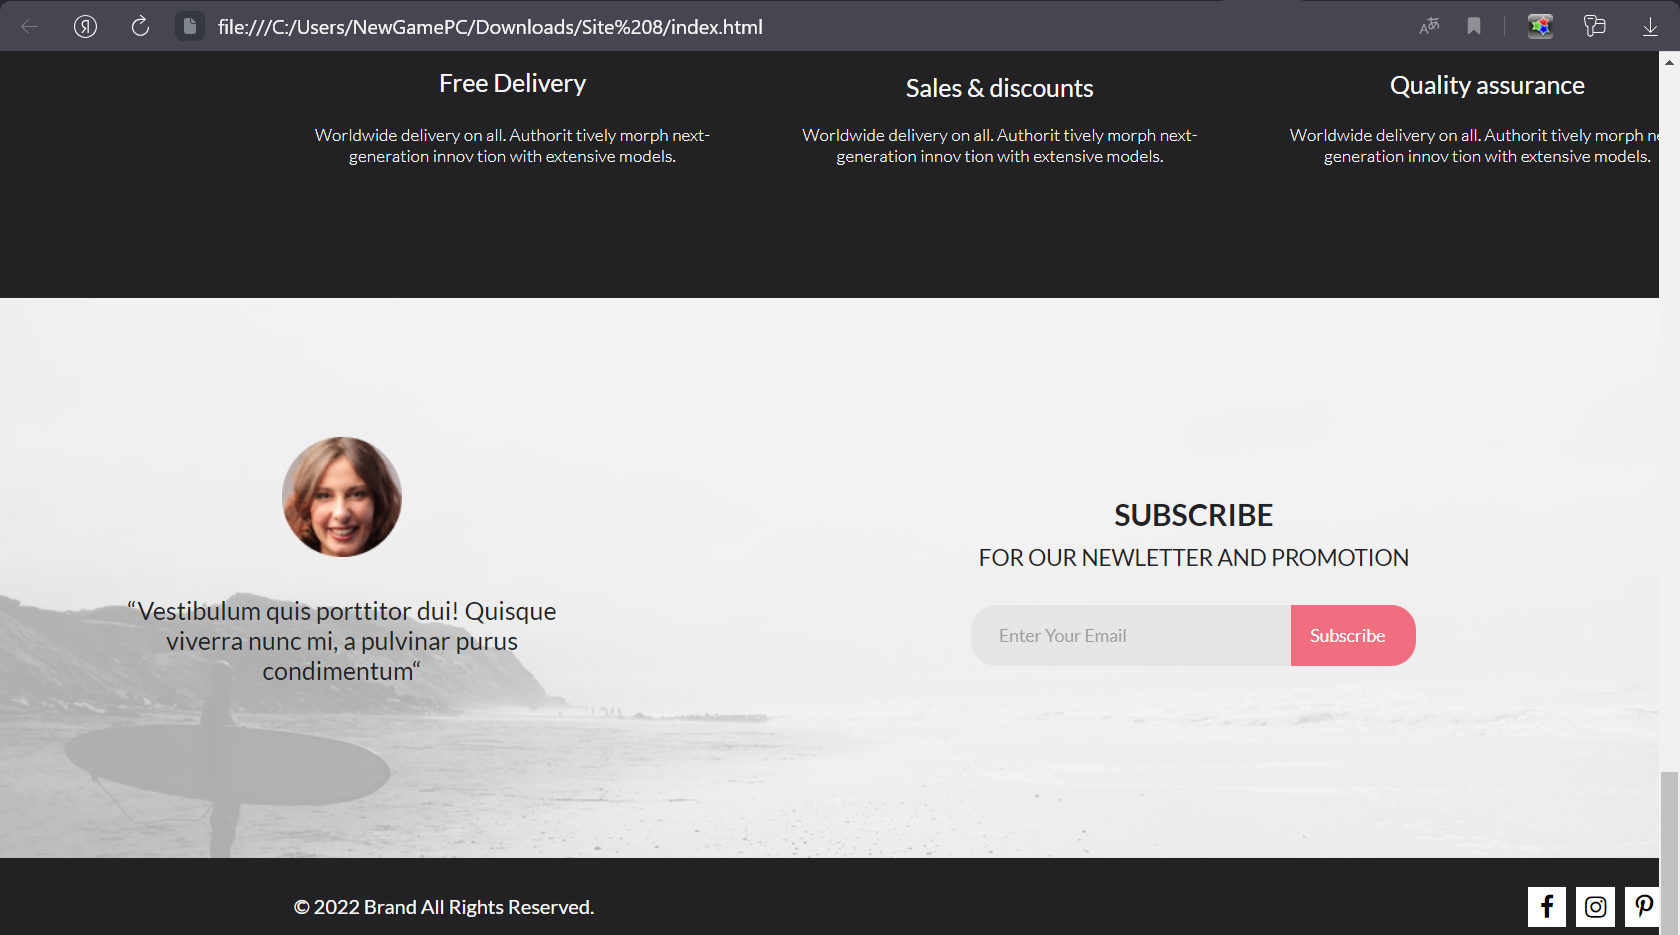 file:///C:/Users/NewGamePC/Downloads/Site%208/index.html
Free Delivery
Worldwide delivery on all. Authorit tively morph next-
generation innov tion with extensive models.
Sales & discounts
Worldwide delivery on all. Authorit tively morph next-
generation innov tion with extensive models.
Quality assurance
Worldwide delivery on all. Authorit tively morph
generation innov tion with extensive models.
“Vestibulum quis porttitor dui! Quisque
viverra nunc mi, a pulvinar purus
condimentum“
SUBSCRIBE
FOR OUR NEWLETTER AND PROMOTION
Enter Your Email
Subscribe
© 2022 Brand All Rights Reserved.